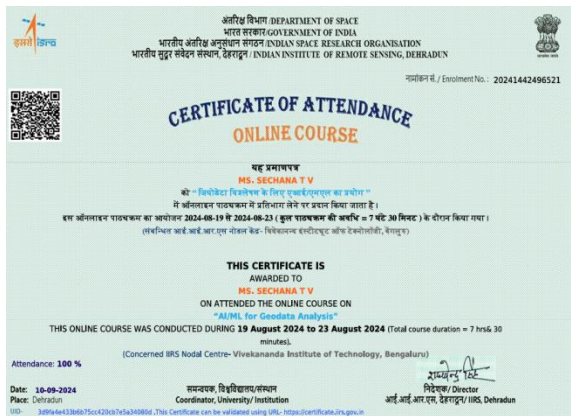 अंतरिक्ष विभाग /DEPARTMENT OF SPACE
भारत सरकार/GOVERNMENT OF INDIA
भारतीय अंतरिक्ष अनुसंधान संगठन /INDIAN SPACE RESEARCH ORGANISATION
भारतीय सुदूर संवेदन संस्थान, देहरादून / INDIAN INSTITUTE OF REMOTE SENSING, DEHRADUN
इसरो isro
नामांकन सं. / Enrolment No.: 20241442496521
CERTIFICATE OF ATTENDANCE
ONLINE COURSE
यह प्रमाणपत्र
MS. SECHANA T V
को " जियोडेटा विश्लेषण के लिए एआई/एमएल का प्रयोग "
में ऑनलाइन पाठ्यक्रम में प्रतिभाग लेने पर प्रदान किया जाता है।
इस ऑनलाइन पाठ्यक्रम का आयोजन 2024-08-19 से 2024-08-23 ( कुल पाठ्यक्रम की अवधि = 7 घंटे 30 मिनट ) के दौरान किया गया।
(संबन्धित आई.आई.आर.एस नोडल केंद्र- विवेकानन्द इंस्टीट्यूट ऑफ टेक्नोलॉजी, बेंगलुरु)
THIS CERTIFICATE IS
AWARDED TO
MS. SECHANA T V
ON ATTENDED THE ONLINE COURSE ON
"AI/ML for Geodata Analysis"
THIS ONLINE COURSE WAS CONDUCTED DURING 19 August 2024 to 23 August 2024 (Total course duration = 7 hrs& 30
minutes).
(Concerned IIRS Nodal Centre- Vivekananda Institute of Technology, Bengaluru)
Attendance: 100 %
Date: 10-09-2024
Place: Dehradun
समन्वयक, विश्वविद्यालय/संस्थान
Coordinator, University/ Institution
निदेशक/ Director
आई.आई.आर.एस, देहरादून/ IIRS, Dehradun
UID- 3d9fa4e433b6b75cc420cb7e5a34080d ,This Certificate can be validated using URL- https://certificate.iirs.gov.in